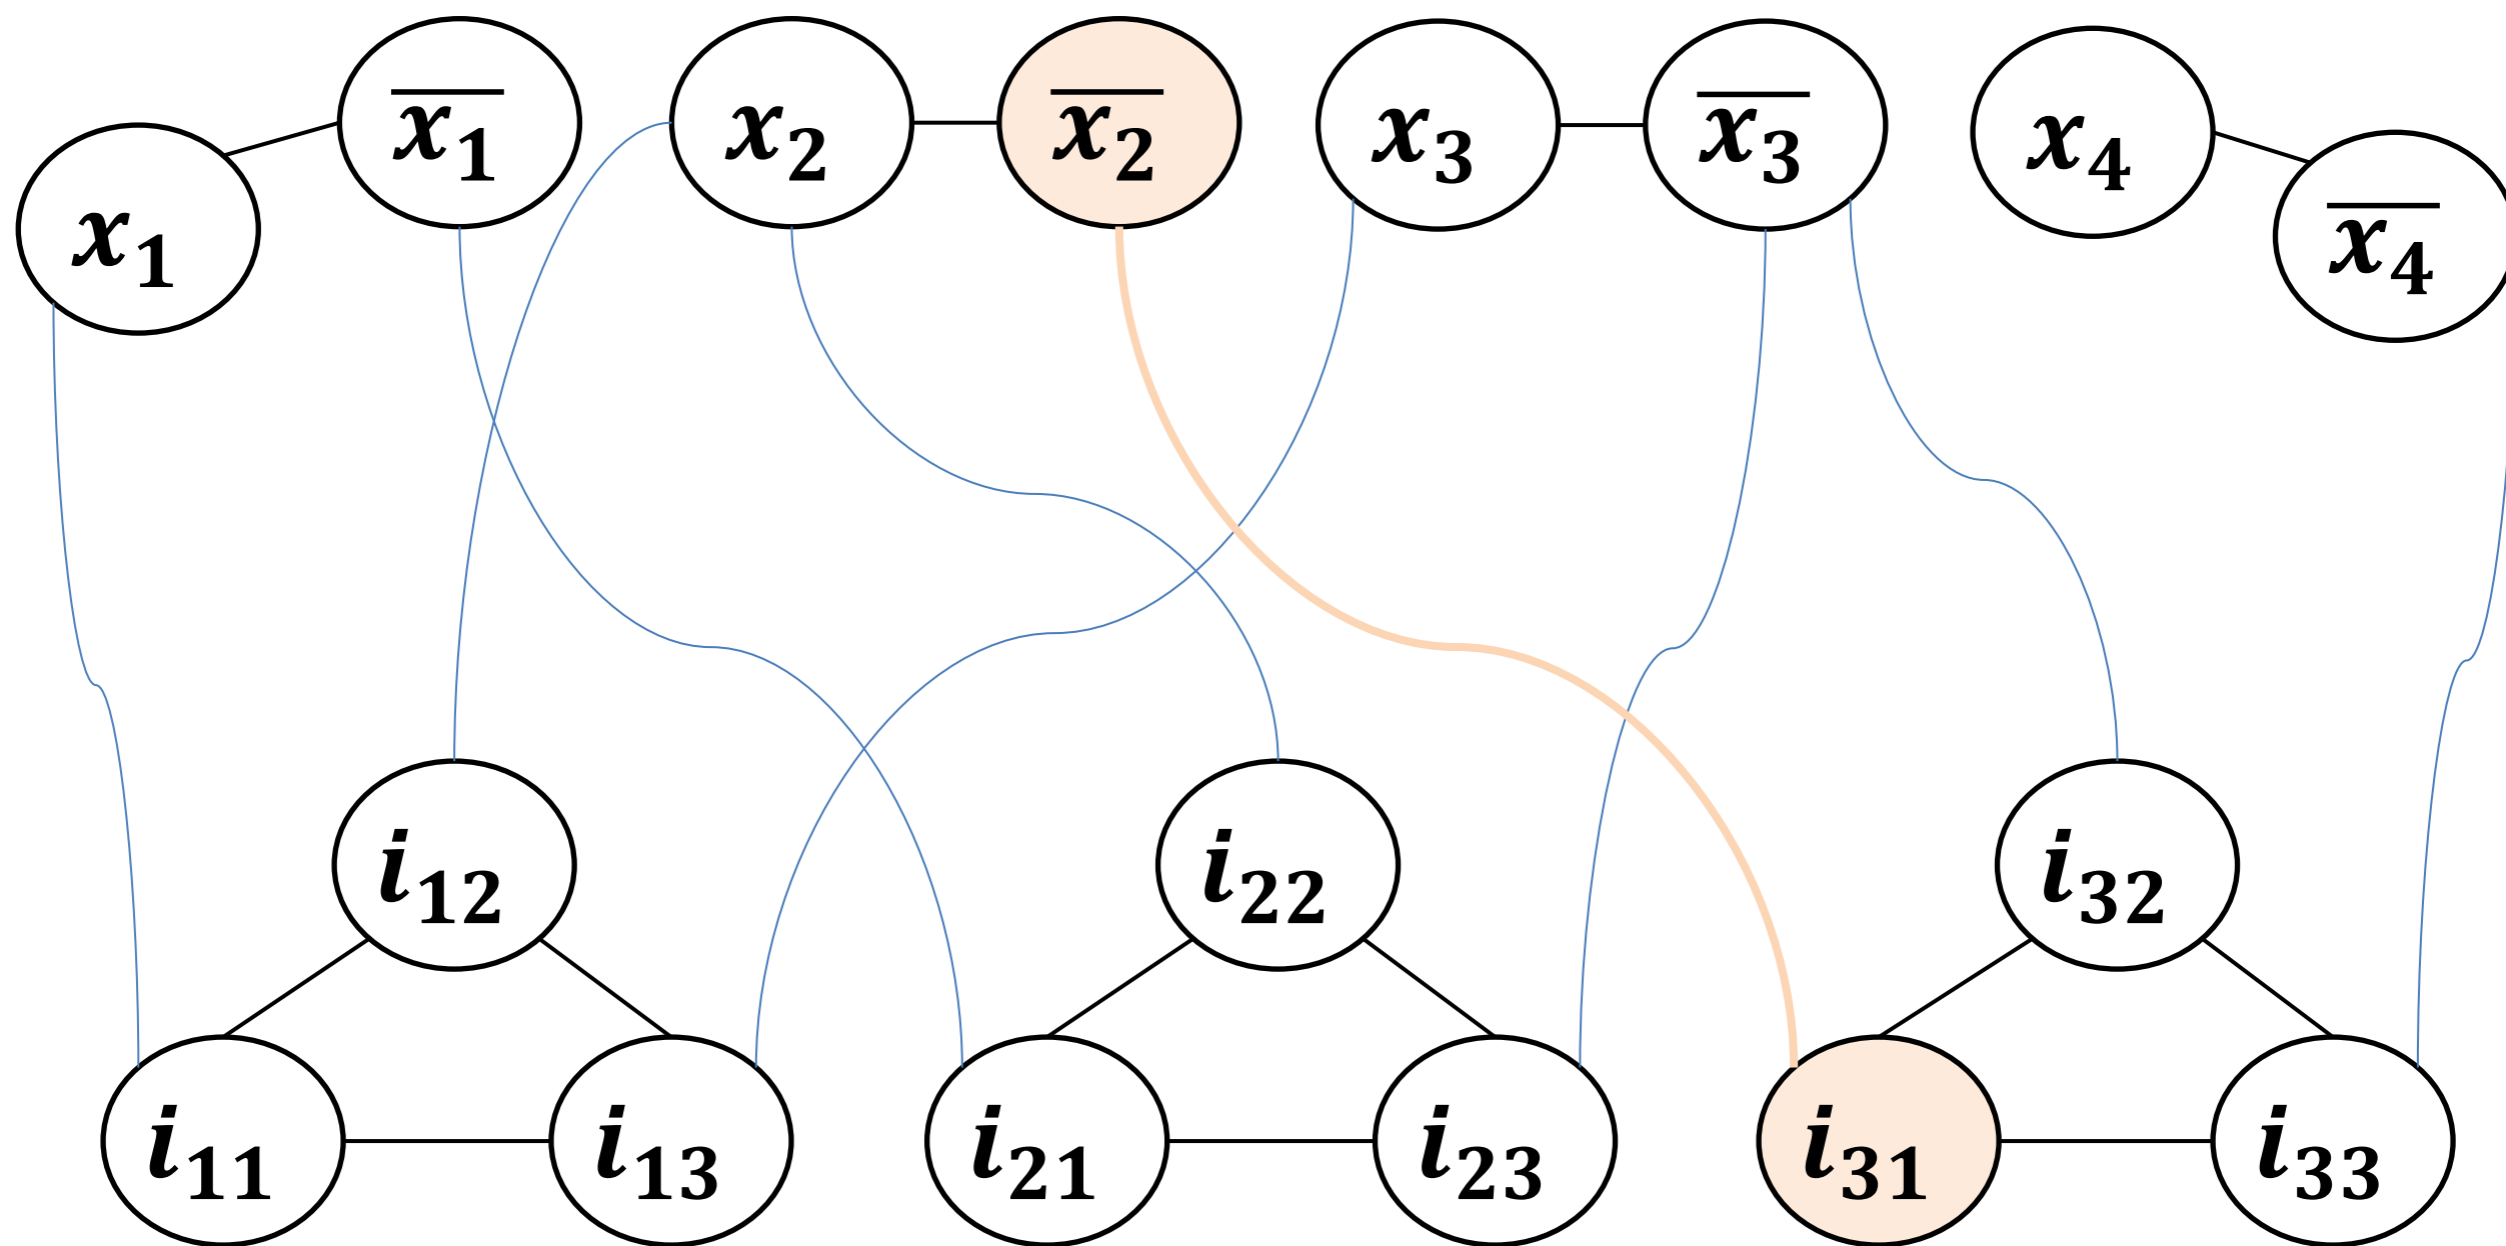 x₁ x̅₁ x₂ x̅₂ x₃ x̅₃ x₄ x̅₄
i₁₂ i₂₂ i₃₂
i₁₁ i₁₃ i₂₁ i₂₃ i₃₁ i₃₃